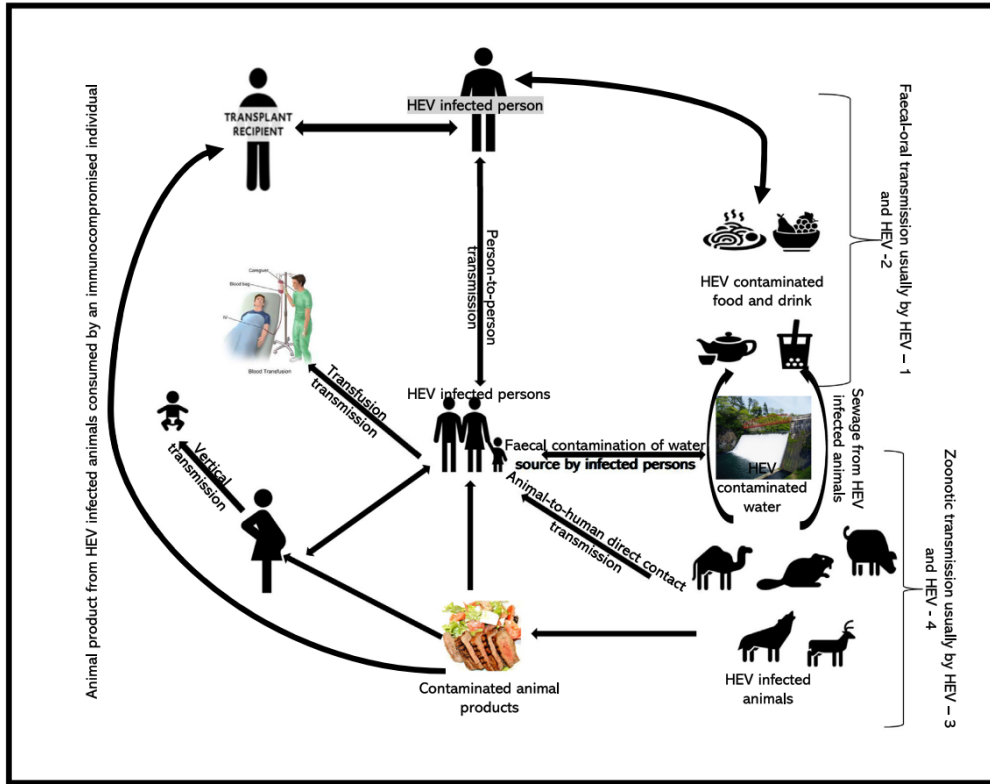 Animal product from HEV infected animals consumed by an immunocompromised individual
TRANSPLANT
RECIPIENT
HEV infected person
Faecal-oral transmission usually by HEV – 1
and HEV -2
Person-to-person
transmission
HEV contaminated
food and drink
Caregiver
Blood bag
IV
Blood Transfusion
Transfusion
transmission
HEV infected persons
Faecal contamination of water
source by infected persons
HEV
contaminated
water
Sewage from HEV
infected animals
Vertical
transmission
Animal-to-human direct contact
transmission
Zoonotic transmission usually by HEV – 3
and HEV - 4
Contaminated animal
products
HEV infected
animals